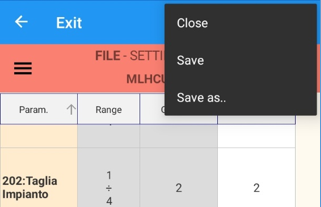 Exit
Close
Save
Save as..
FILE - SETTI
MLHCU
Param.
Range
202:Taglia
Impianto
1
÷
4
2
2